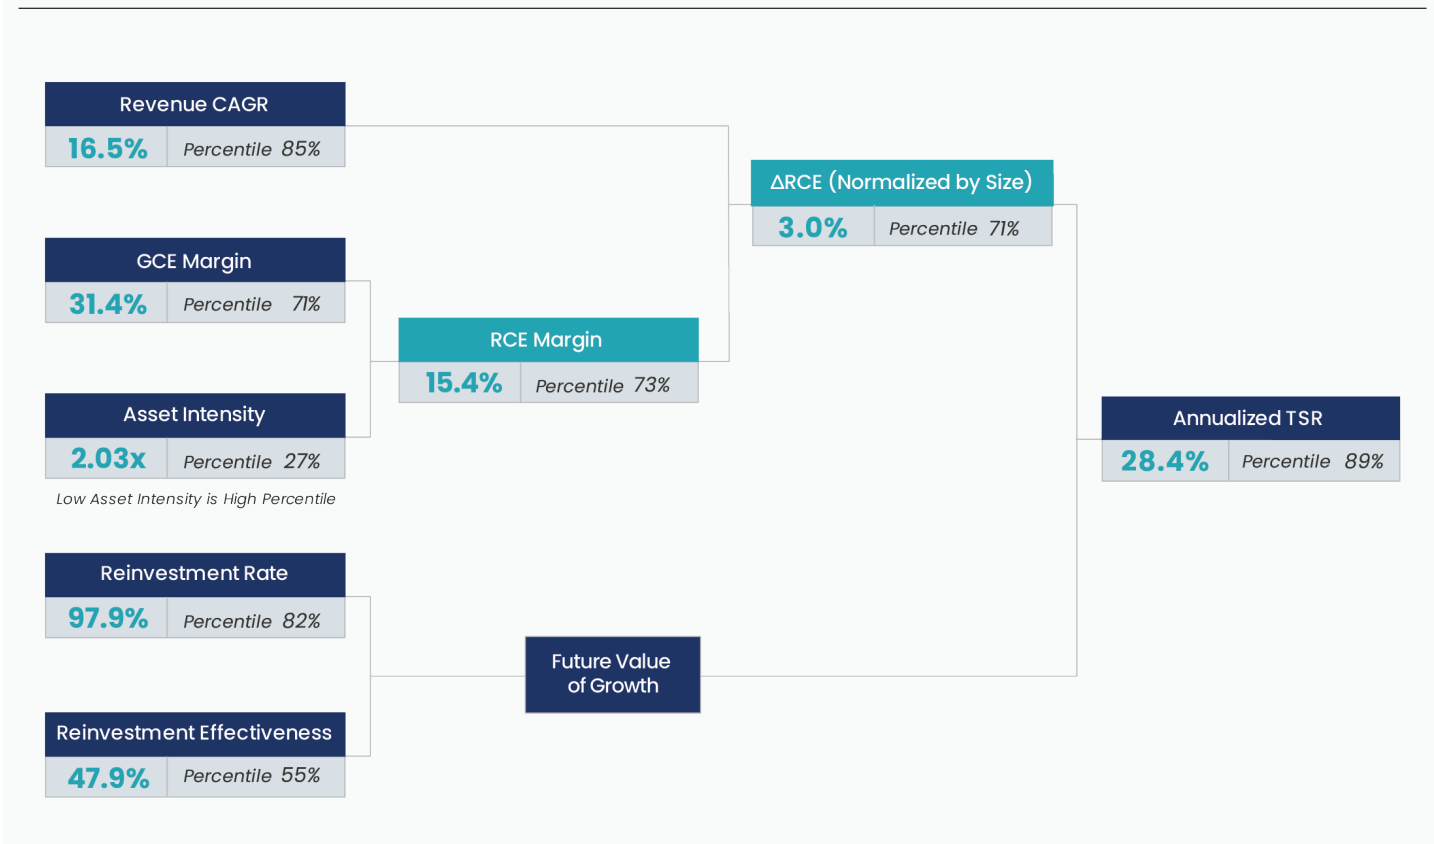 Revenue CAGR
16.5% Percentile 85%
ΔRCE (Normalized by Size)
3.0% Percentile 71%
GCE Margin
31.4% Percentile 71%
RCE Margin
15.4% Percentile 73%
Asset Intensity
2.03x Percentile 27%
Low Asset Intensity is High Percentile
Annualized TSR
28.4% Percentile 89%
Reinvestment Rate
97.9% Percentile 82%
Future Value
of Growth
Reinvestment Effectiveness
47.9% Percentile 55%